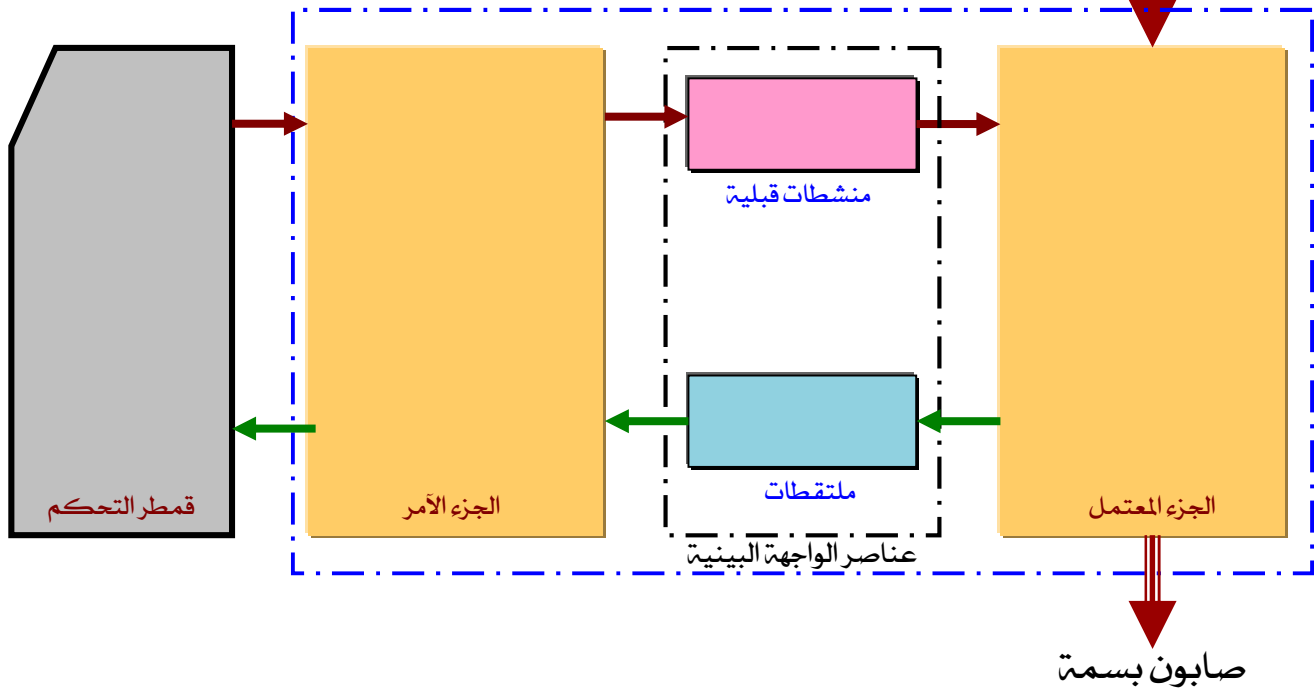 منشطات قبلية
ملتقطات
الجزء المعتمل
الجزء الآمر
قمطر التحكم
عناصر الواجهة البينية
صابون بسمة